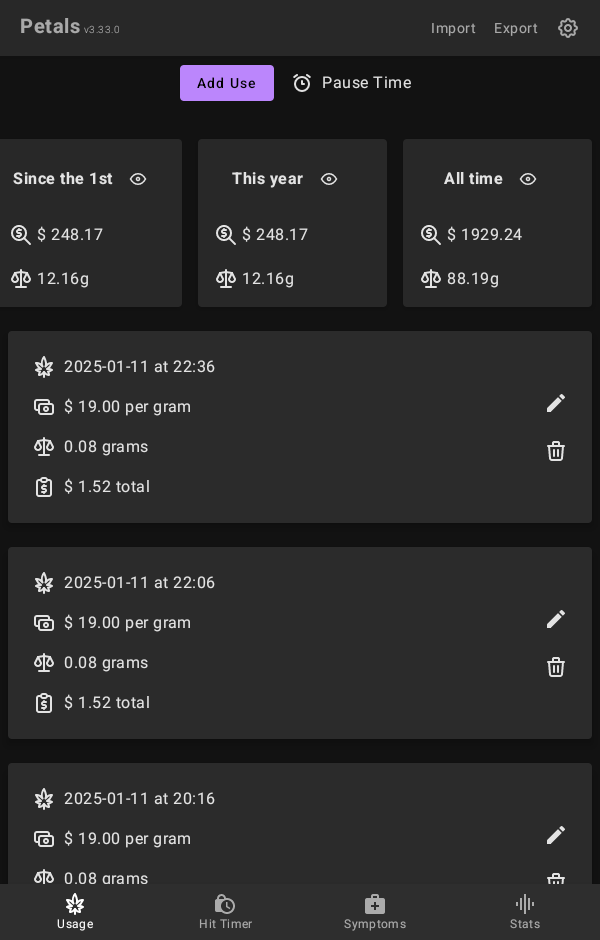 Petals v3.33.0 Import Export
Add Use Pause Time
Since the 1st This year All time
$ 248.17 $ 248.17 $ 1929.24
12.16g 12.16g 88.19g
2025-01-11 at 22:36
$ 19.00 per gram
0.08 grams
$ 1.52 total
2025-01-11 at 22:06
$ 19.00 per gram
0.08 grams
$ 1.52 total
2025-01-11 at 20:16
$ 19.00 per gram
0.08 grams
Usage Hit Timer Symptoms Stats